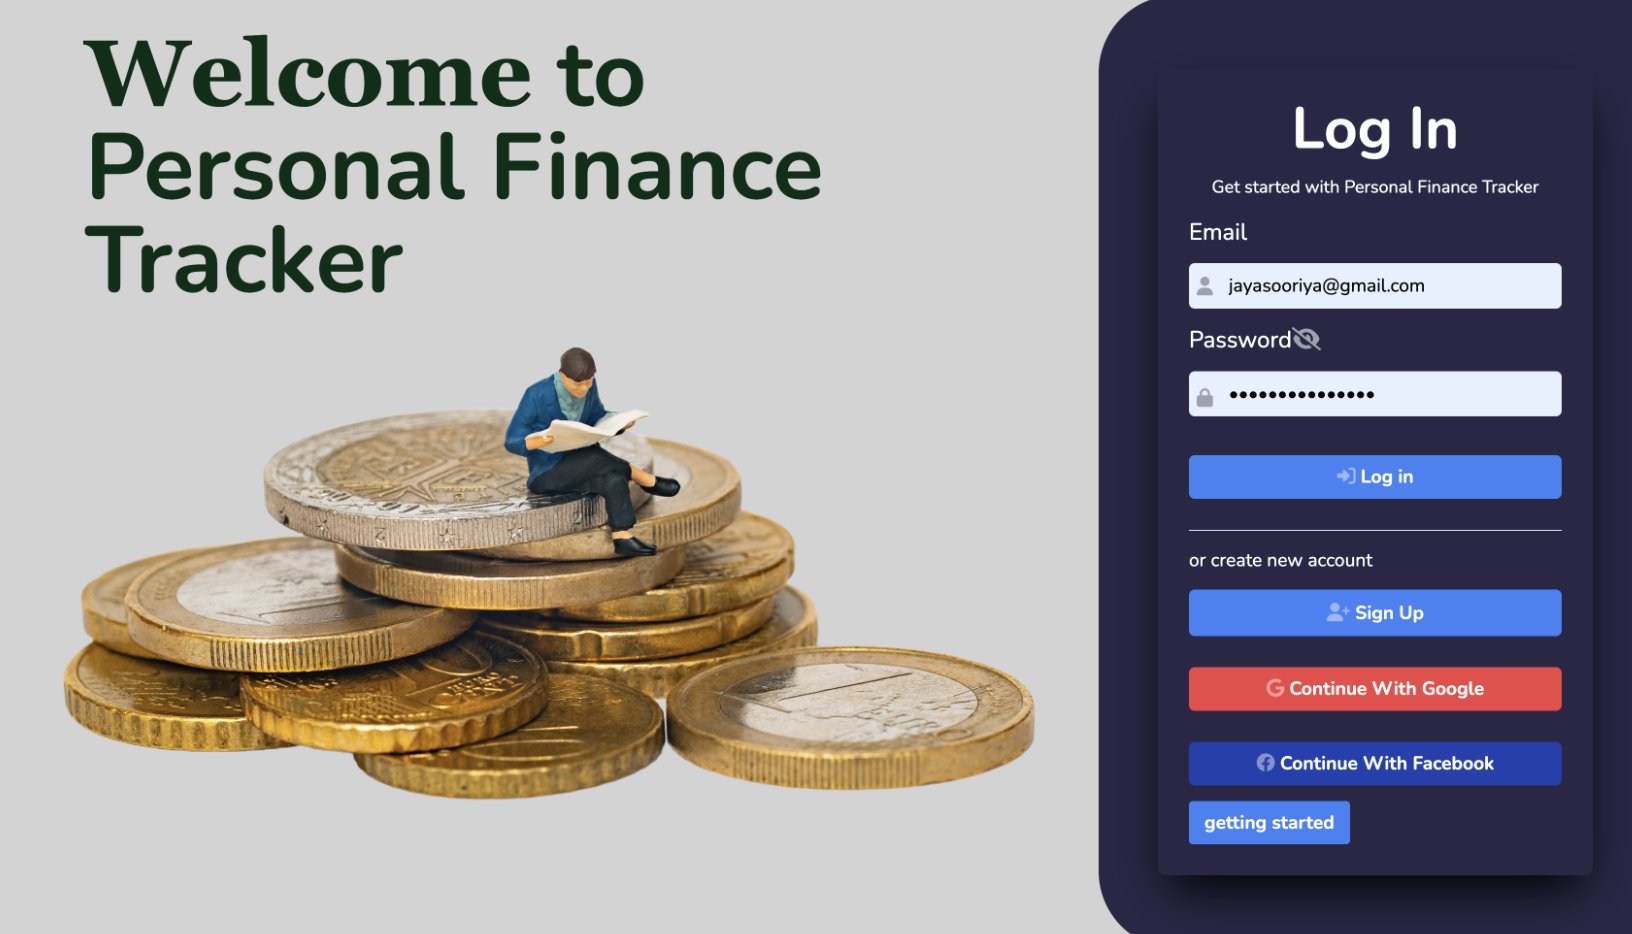 Welcome to
Personal Finance
Tracker
Log In
Get started with Personal Finance Tracker
Email
jayasooriya@gmail.com
Password
•••••••••••••••
Log in
or create new account
Sign Up
Continue With Google
Continue With Facebook
getting started